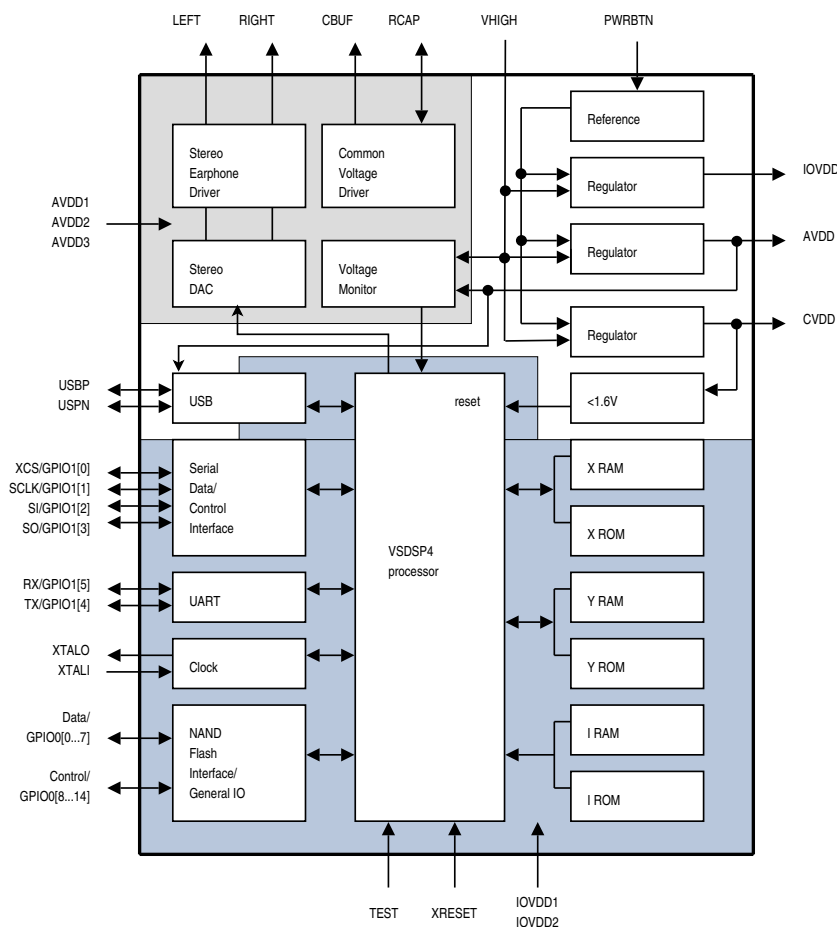 LEFT RIGHT CBUF RCAP VHIGH PWRBTN
Reference
Stereo
Earphone
Driver
Common
Voltage
Driver
Regulator
IOVDD
AVDD1
AVDD2
AVDD3
Stereo
DAC
Voltage
Monitor
Regulator
AVDD
Regulator
CVDD
USBP
USPN
USB
reset
<1.6V
XCS/GPIO1[0]
SCLK/GPIO1[1]
SI/GPIO1[2]
SO/GPIO1[3]
Serial
Data/
Control
Interface
X RAM
X ROM
VSDSP4
processor
RX/GPIO1[5]
TX/GPIO1[4]
UART
Y RAM
Y ROM
XTALO
XTALI
Clock
Data/
GPIO0[0...7]
Control/
GPIO0[8...14]
NAND
Flash
Interface/
General IO
I RAM
I ROM
TEST XRESET IOVDD1
IOVDD2